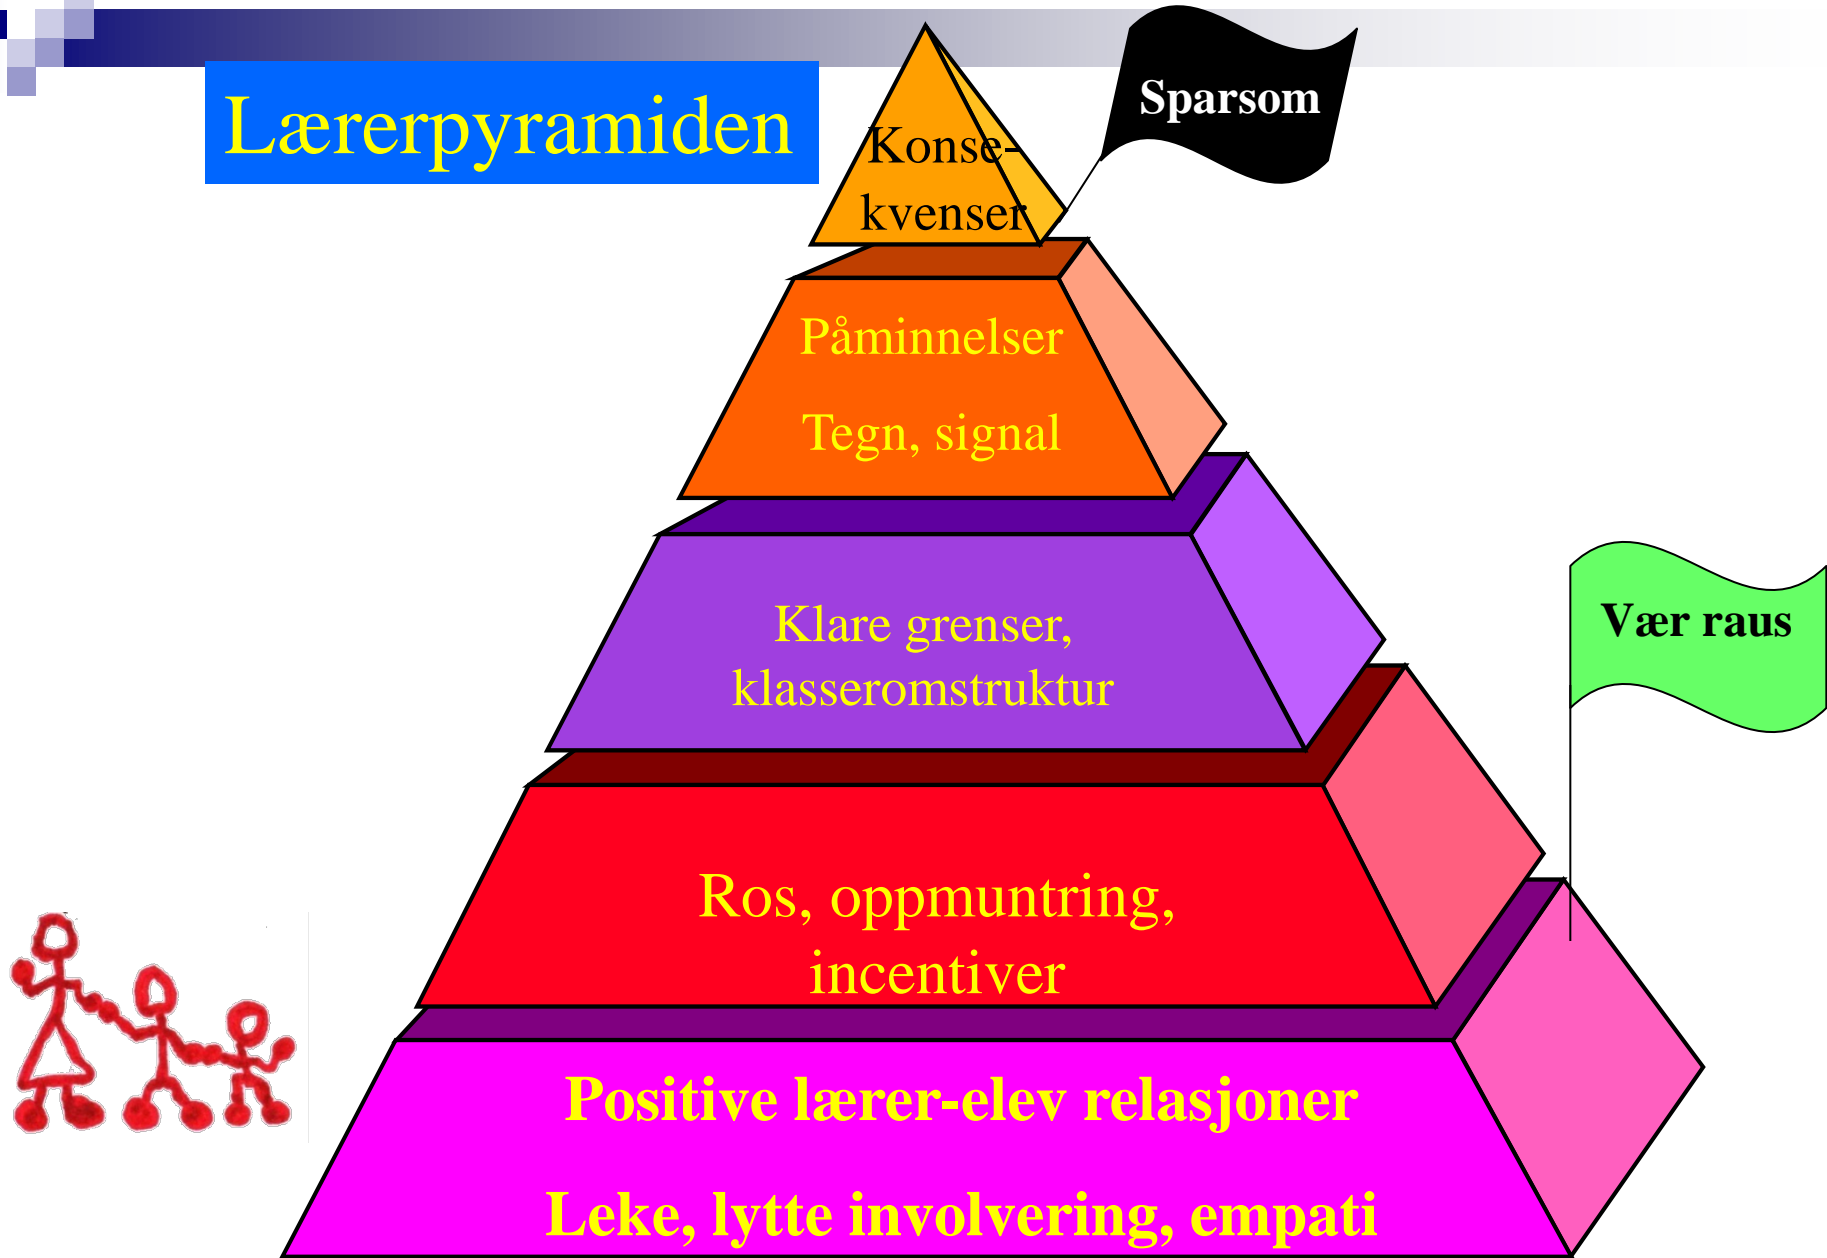 Lærerpyramiden
Sparsom
Konse-
kvenser
Påminnelser
Tegn, signal
Klare grenser,
klasseromstruktur
Vær raus
Ros, oppmuntring,
incentiver
Positive lærer-elev relasjoner
Leke, lytte involvering, empati